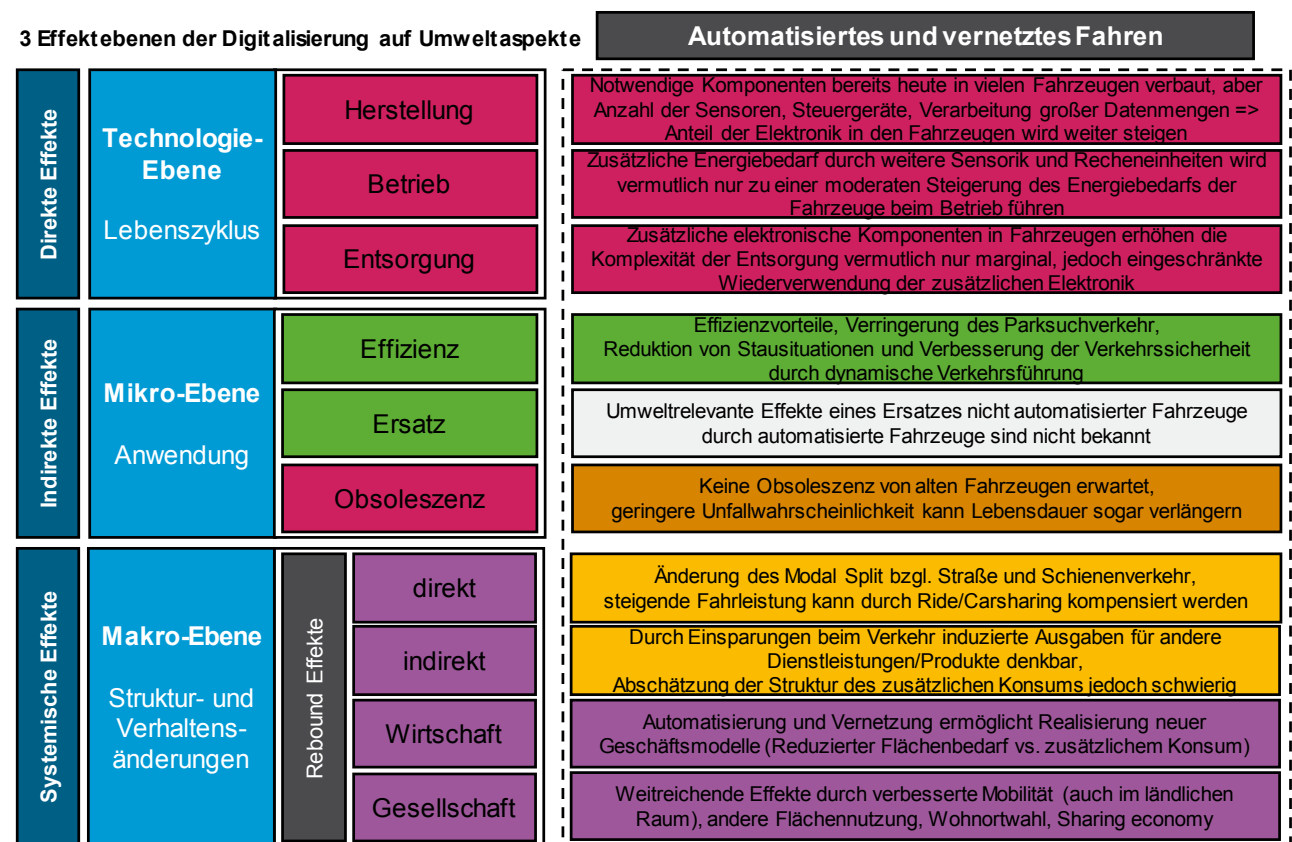 3 Effektebenen der Digitalisierung auf Umweltaspekte
Automatisiertes und vernetztes Fahren
Direkte Effekte
Technologie-
Ebene
Lebenszyklus
Herstellung
Notwendige Komponenten bereits heute in vielen Fahrzeugen verbaut, aber
Anzahl der Sensoren, Steuergeräte, Verarbeitung großer Datenmengen =>
Anteil der Elektronik in den Fahrzeugen wird weiter steigen
Betrieb
Zusätzliche Energiebedarf durch weitere Sensorik und Recheneinheiten wird
vermutlich nur zu einer moderaten Steigerung des Energiebedarfs der
Fahrzeuge beim Betrieb führen
Entsorgung
Zusätzliche elektronische Komponenten in Fahrzeugen erhöhen die
Komplexität der Entsorgung vermutlich nur marginal, jedoch eingeschränkte
Wiederverwendung der zusätzlichen Elektronik
Indirekte Effekte
Mikro-Ebene
Anwendung
Effizienz
Effizienzvorteile, Verringerung des Parksuchverkehr,
Reduktion von Stausituationen und Verbesserung der Verkehrssicherheit
durch dynamische Verkehrsführung
Ersatz
Umweltrelevante Effekte eines Ersatzes nicht automatisierter Fahrzeuge
durch automatisierte Fahrzeuge sind nicht bekannt
Obsoleszenz
Keine Obsoleszenz von alten Fahrzeugen erwartet,
geringere Unfallwahrscheinlichkeit kann Lebensdauer sogar verlängern
Systemische Effekte
Makro-Ebene
Struktur- und
Verhaltens-
änderungen
Rebound Effekte
direkt
Änderung des Modal Split bzgl. Straße und Schienenverkehr,
steigende Fahrleistung kann durch Ride/Carsharing kompensiert werden
indirekt
Durch Einsparungen beim Verkehr induzierte Ausgaben für andere
Dienstleistungen/Produkte denkbar,
Abschätzung der Struktur des zusätzlichen Konsums jedoch schwierig
Wirtschaft
Automatisierung und Vernetzung ermöglicht Realisierung neuer
Geschäftsmodelle (Reduzierter Flächenbedarf vs. zusätzlichem Konsum)
Gesellschaft
Weitreichende Effekte durch verbesserte Mobilität (auch im ländlichen
Raum), andere Flächennutzung, Wohnortwahl, Sharing economy